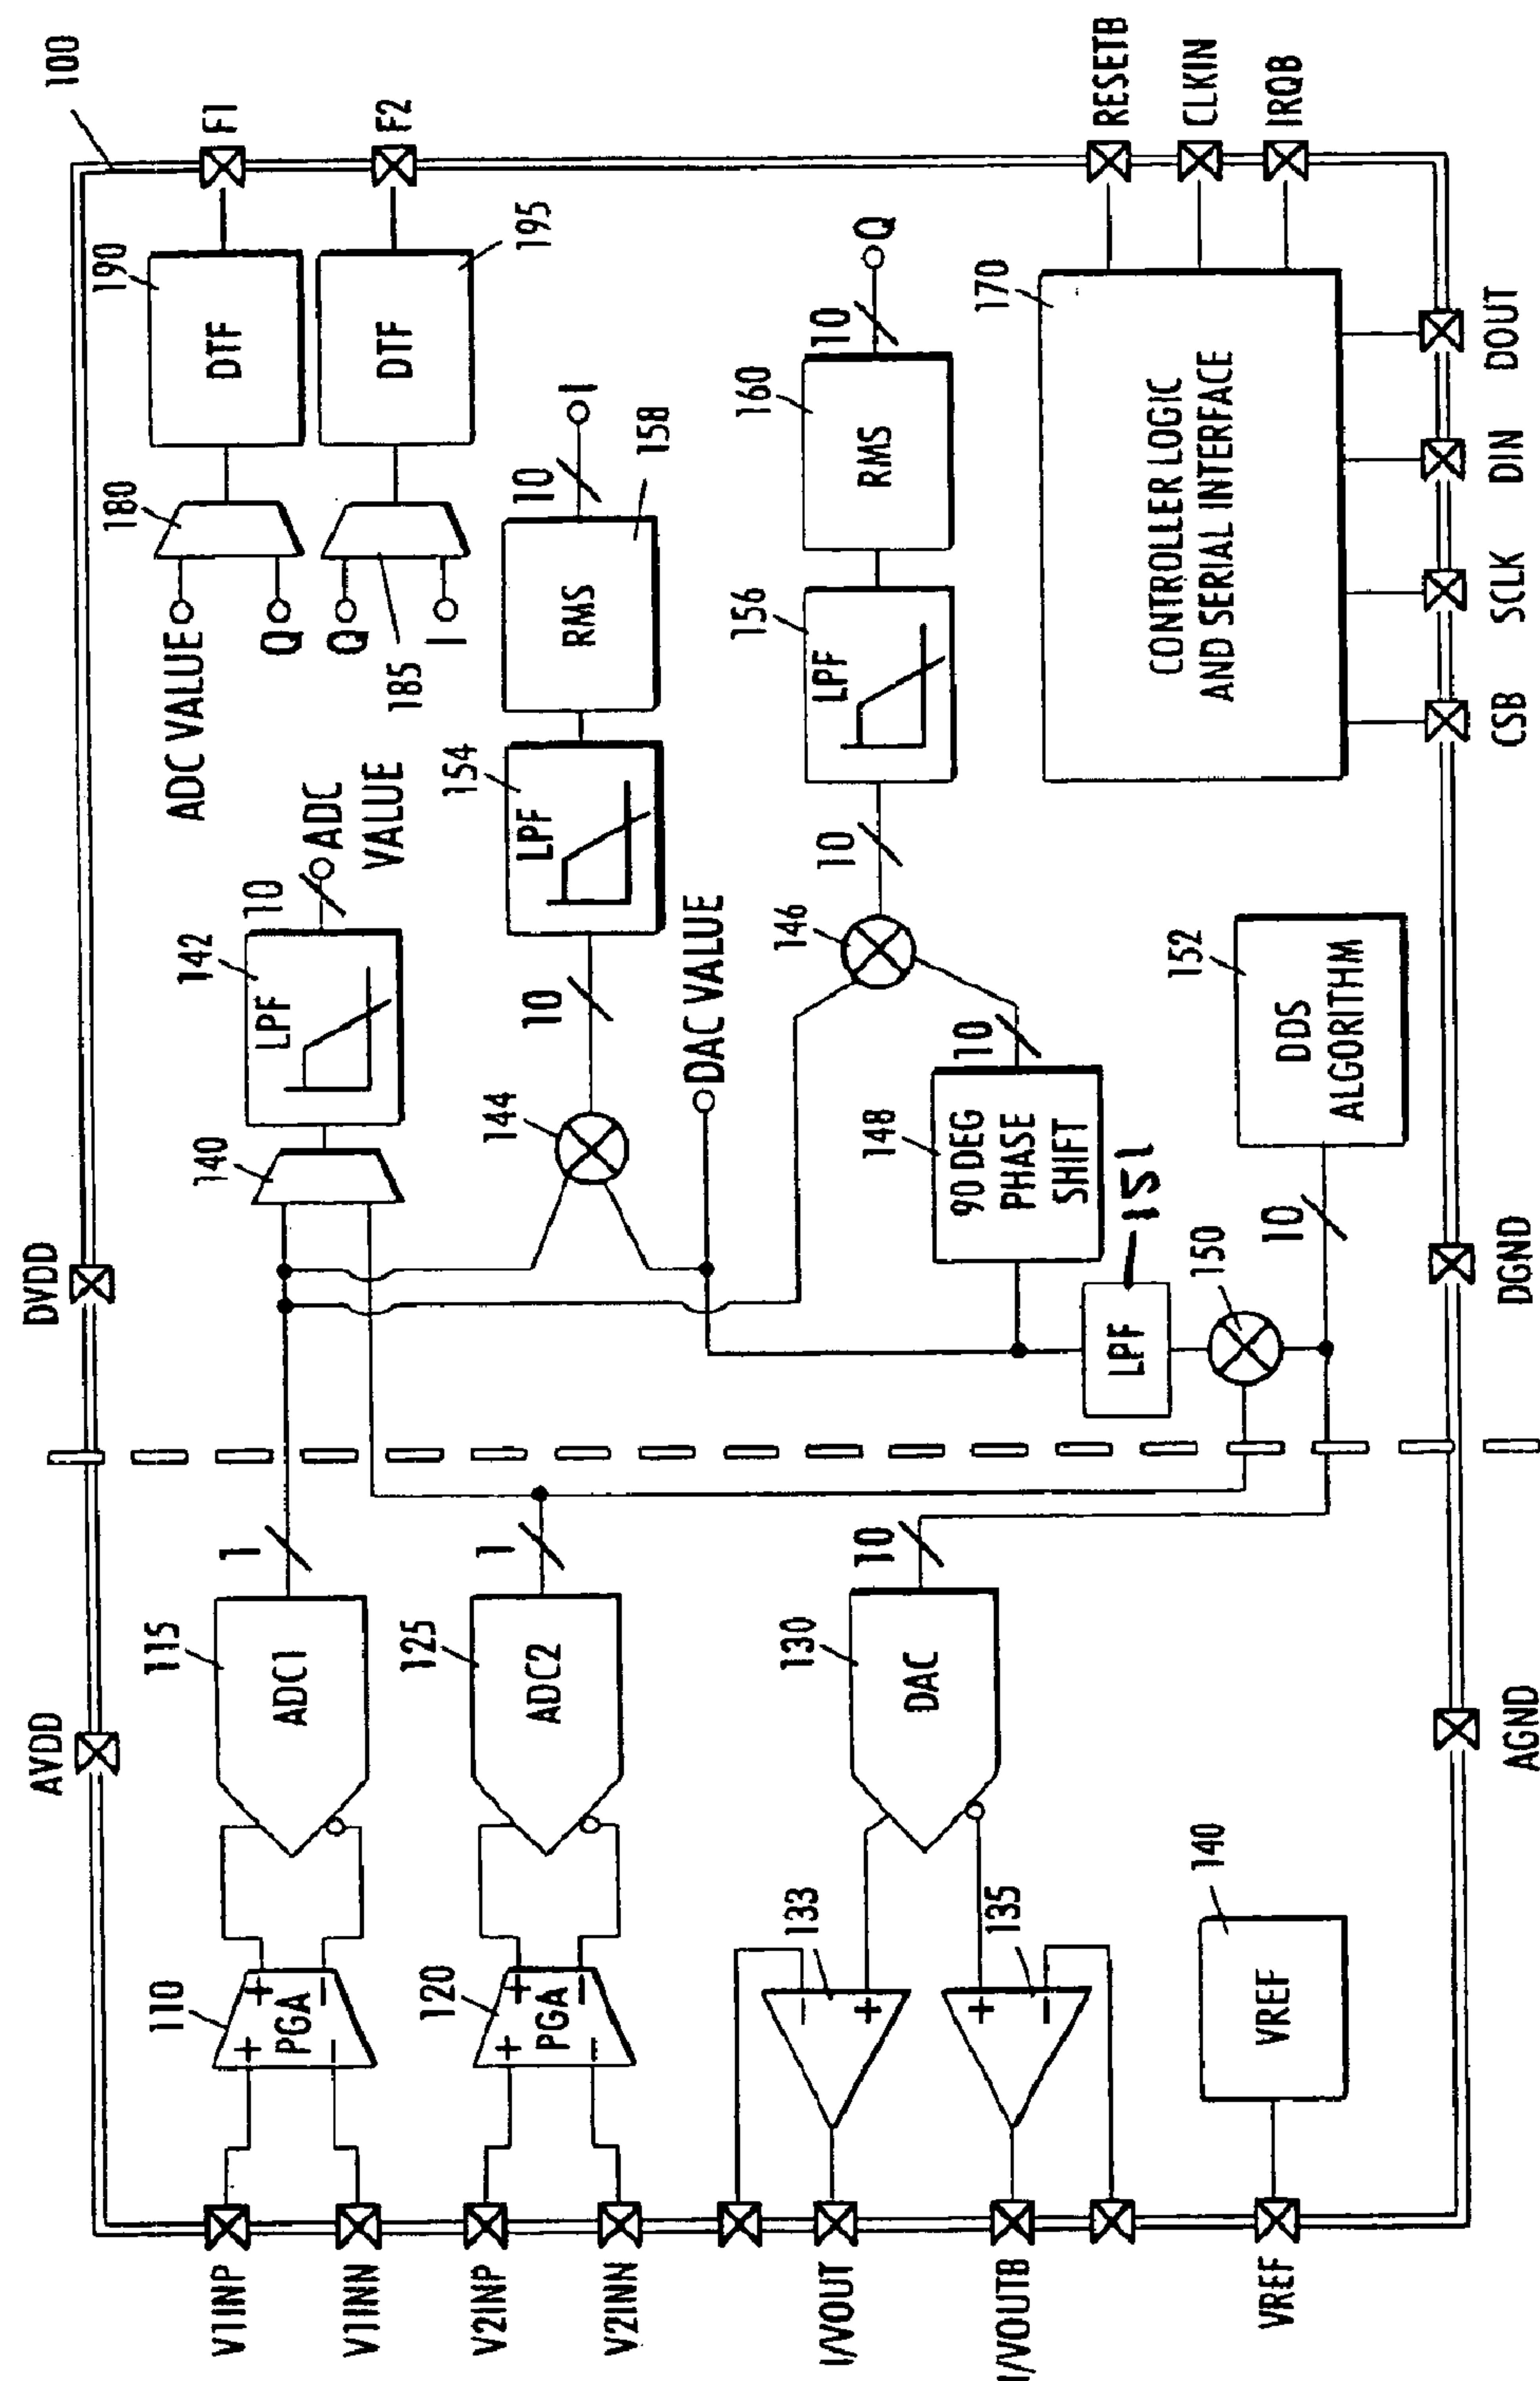 100
DVDD
AVDD
F1
F2
190
DTF
195
DTF
180
ADC VALUE
Q
Q
185
I
142
LPF
10
ADC
VALUE
140
154
LPF
RMS
158
10
I
144
10
DAC VALUE
160
RMS
10
Q
156
LPF
10
146
148
90 DEG
PHASE
SHIFT
10
151
LPF
150
152
DDS
ALGORITHM
10
170
CONTROLLER LOGIC
AND SERIAL INTERFACE
RESETB
CLKIN
IRQB
CSB
SCLK
DIN
DOUT
DGND
AGND
115
ADC1
1
125
ADC2
1
130
DAC
10
110
+ +
PGA
– –
120
+ +
PGA
– –
133
–
+
135
+
–
140
VREF
V1INP
V1INN
V2INP
V2INN
I/VOUT
I/VOUTB
VREF